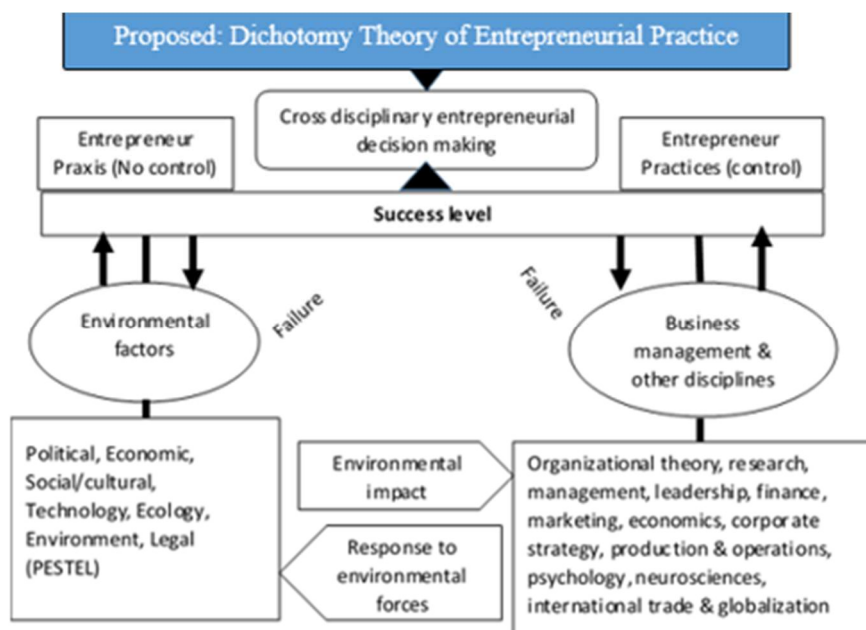 Proposed: Dichotomy Theory of Entrepreneurial Practice
Cross disciplinary entrepreneurial
decision making
Entrepreneur
Praxis (No control)
Entrepreneur
Practices (control)
Success level
Failure
Failure
Environmental
factors
Business
management &
other disciplines
Political, Economic,
Social/cultural,
Technology, Ecology,
Environment, Legal
(PESTEL)
Environmental
impact
Response to
environmental
forces
Organizational theory, research,
management, leadership, finance,
marketing, economics, corporate
strategy, production & operations,
psychology, neurosciences,
international trade & globalization